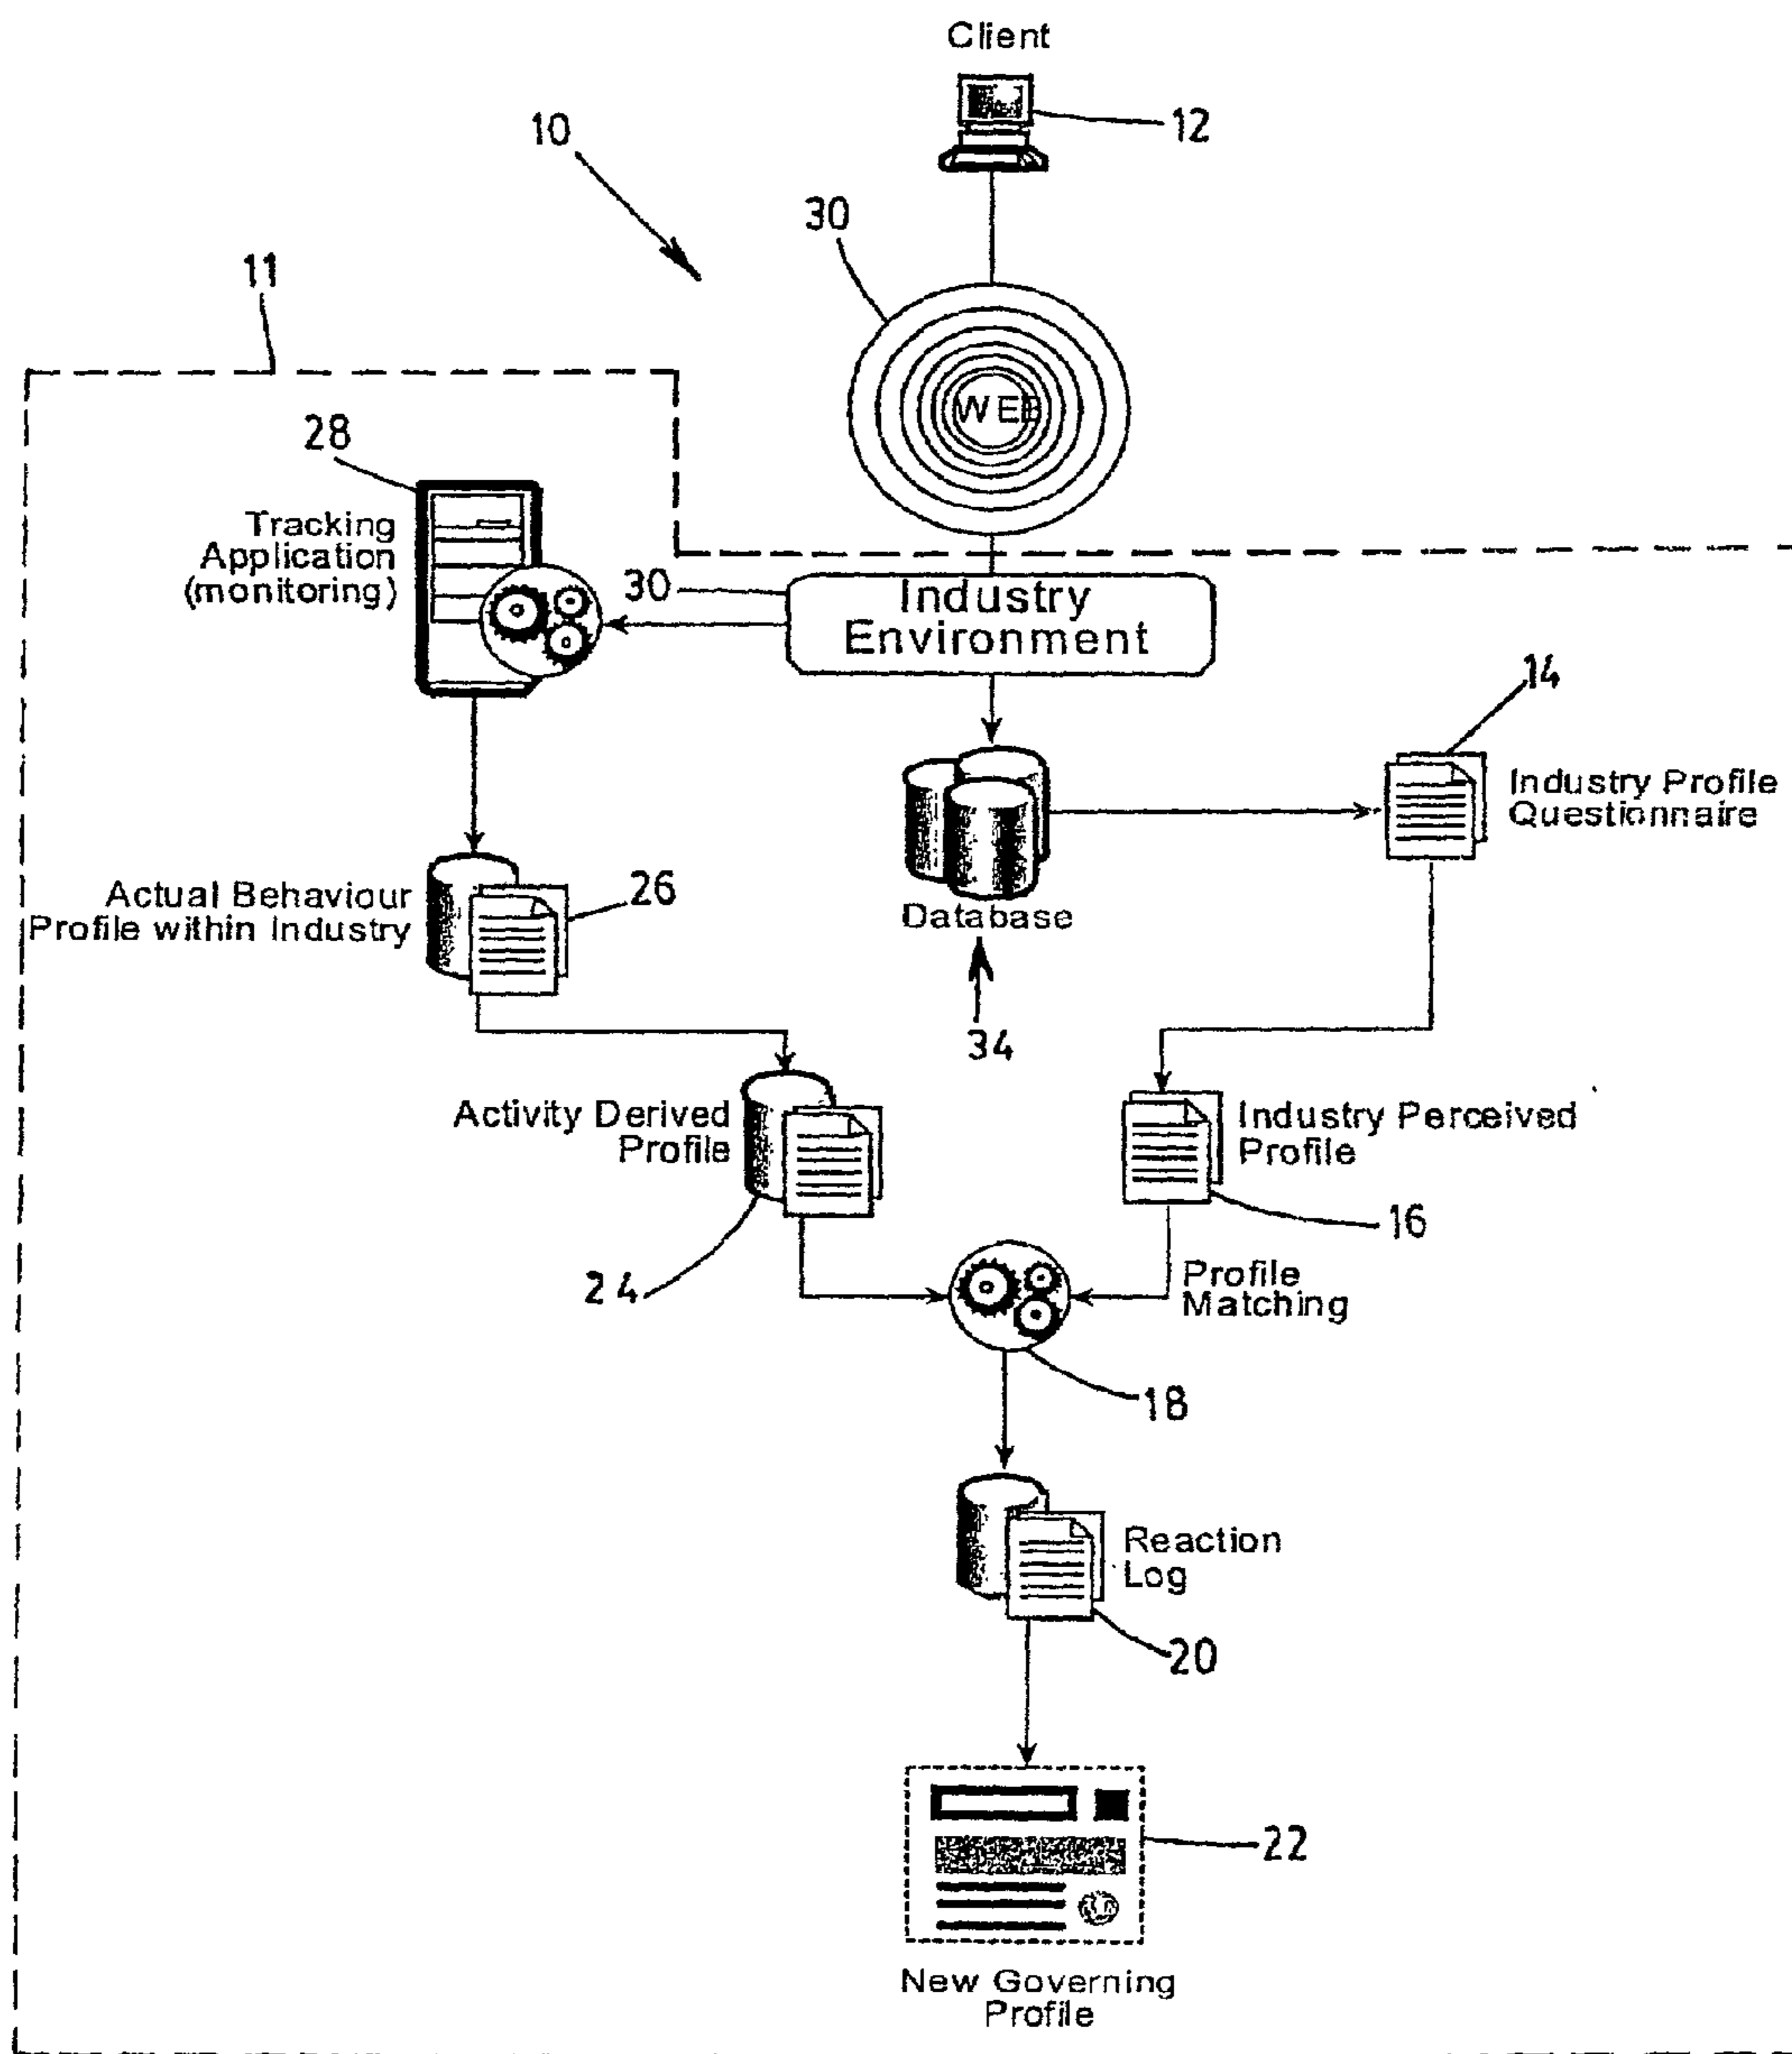 Client
12
10
30
11
WEB
28
Tracking
Application
(monitoring)
30
Industry
Environment
14
Industry Profile
Questionnaire
Actual Behaviour
Profile within Industry
26
Database
34
Activity Derived
Profile
Industry Perceived
Profile
16
24
Profile
Matching
18
Reaction
Log
20
22
New Governing
Profile